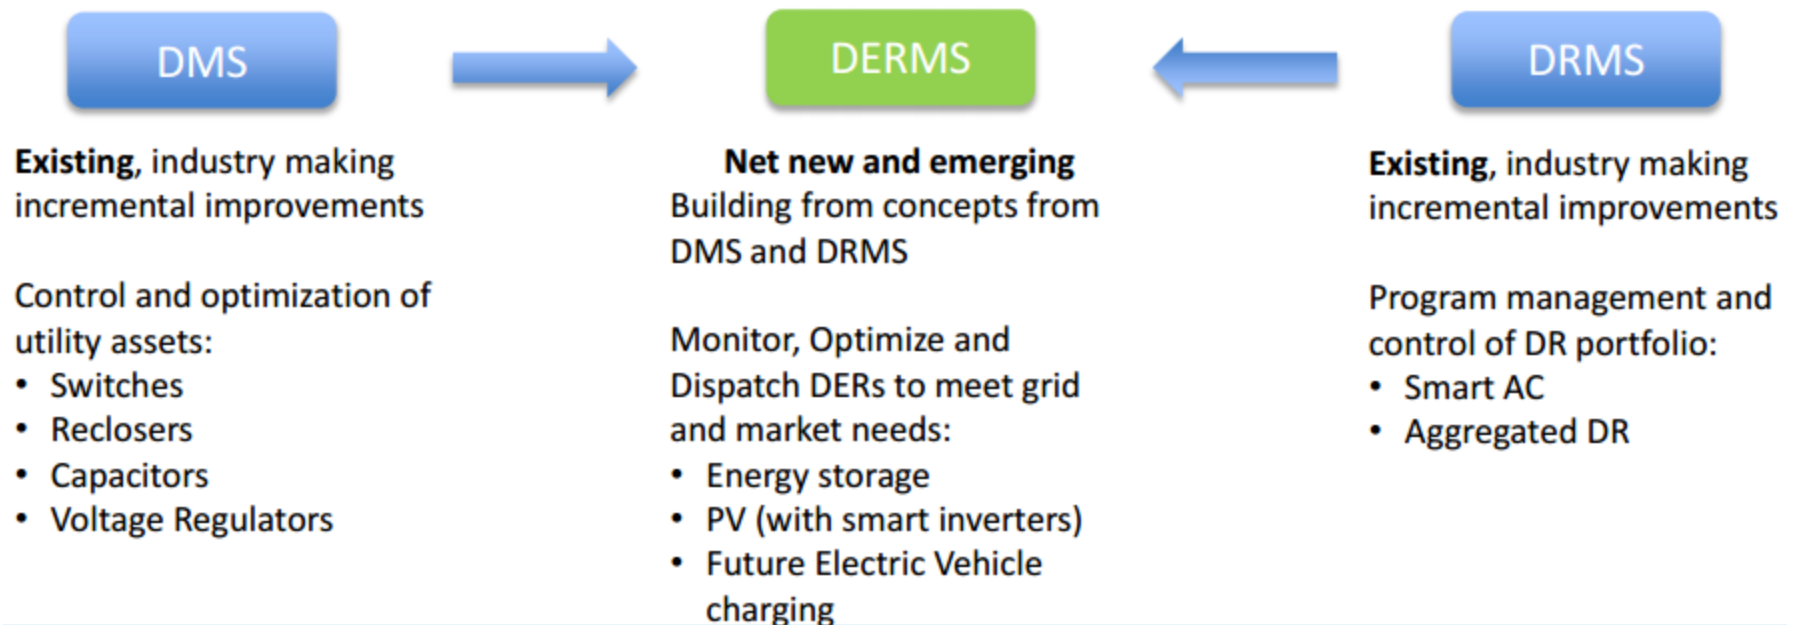 DMS
Existing, industry making
incremental improvements
Control and optimization of
utility assets:
• Switches
• Reclosers
• Capacitors
• Voltage Regulators
DERMS
Net new and emerging
Building from concepts from
DMS and DRMS
Monitor, Optimize and
Dispatch DERs to meet grid
and market needs:
• Energy storage
• PV (with smart inverters)
• Future Electric Vehicle
charging
DRMS
Existing, industry making
incremental improvements
Program management and
control of DR portfolio:
• Smart AC
• Aggregated DR